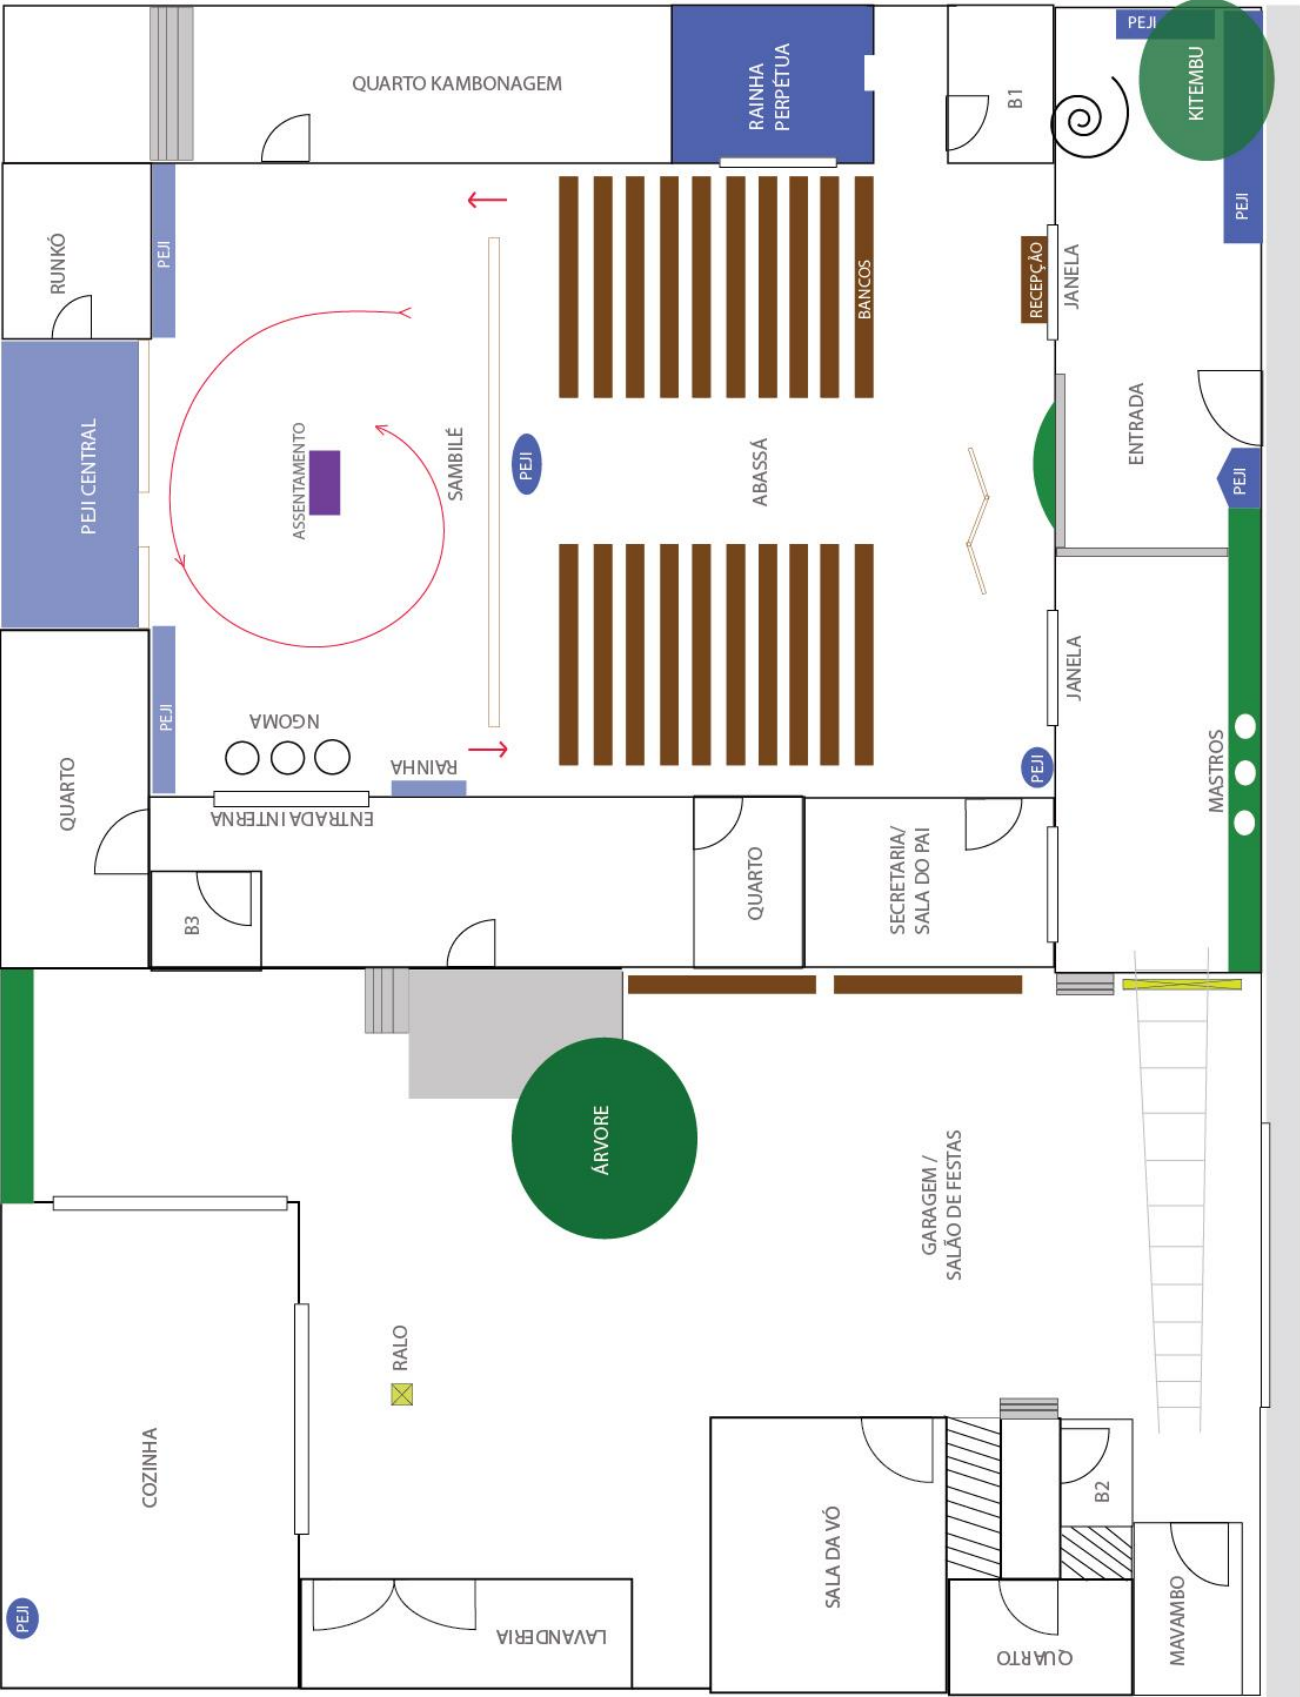 QUARTO KAMBONAGEM
RAINHA
PERPÉTUA
B1
PEJI
KITEMBU
PEJI
RUNKÓ
PEJI
BANCOS
RECEPÇÃO
JANELA
PEJI CENTRAL
ASSENTAMENTO
SAMBILÉ
PEJI
ABASSÁ
ENTRADA
PEJI
PEJI
NGOMA
RAINHA
JANELA
PEJI
MASTROS
QUARTO
ENTRADA INTERNA
B3
QUARTO
SECRETARIA/
SALA DO PAI
ÁRVORE
GARAGEM /
SALÃO DE FESTAS
RALO
COZINHA
PEJI
LAVANDERIA
SALA DA VÓ
B2
QUARTO
MAVAMBO